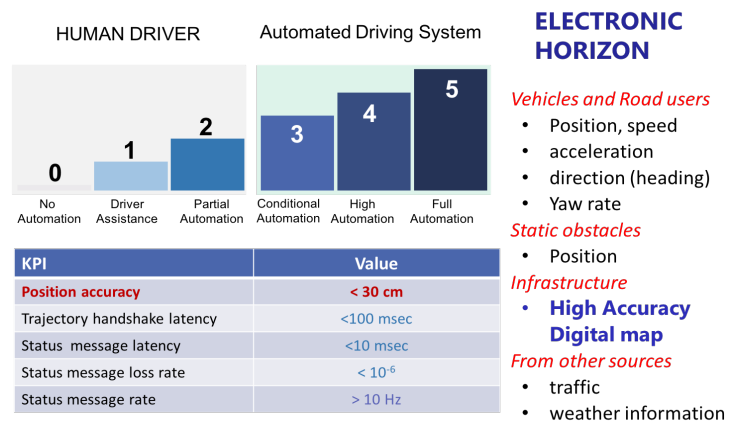 HUMAN DRIVER
Automated Driving System
0
1
2
3
4
5
No
Automation
Driver
Assistance
Partial
Automation
Conditional
Automation
High
Automation
Full
Automation
KPI Value
Position accuracy < 30 cm
Trajectory handshake latency <100 msec
Status message latency <10 msec
Status message loss rate < 10⁻⁶
Status message rate > 10 Hz
ELECTRONIC
HORIZON
Vehicles and Road users
• Position, speed
• acceleration
• direction (heading)
• Yaw rate
Static obstacles
• Position
Infrastructure
• High Accuracy
Digital map
From other sources
• traffic
• weather information